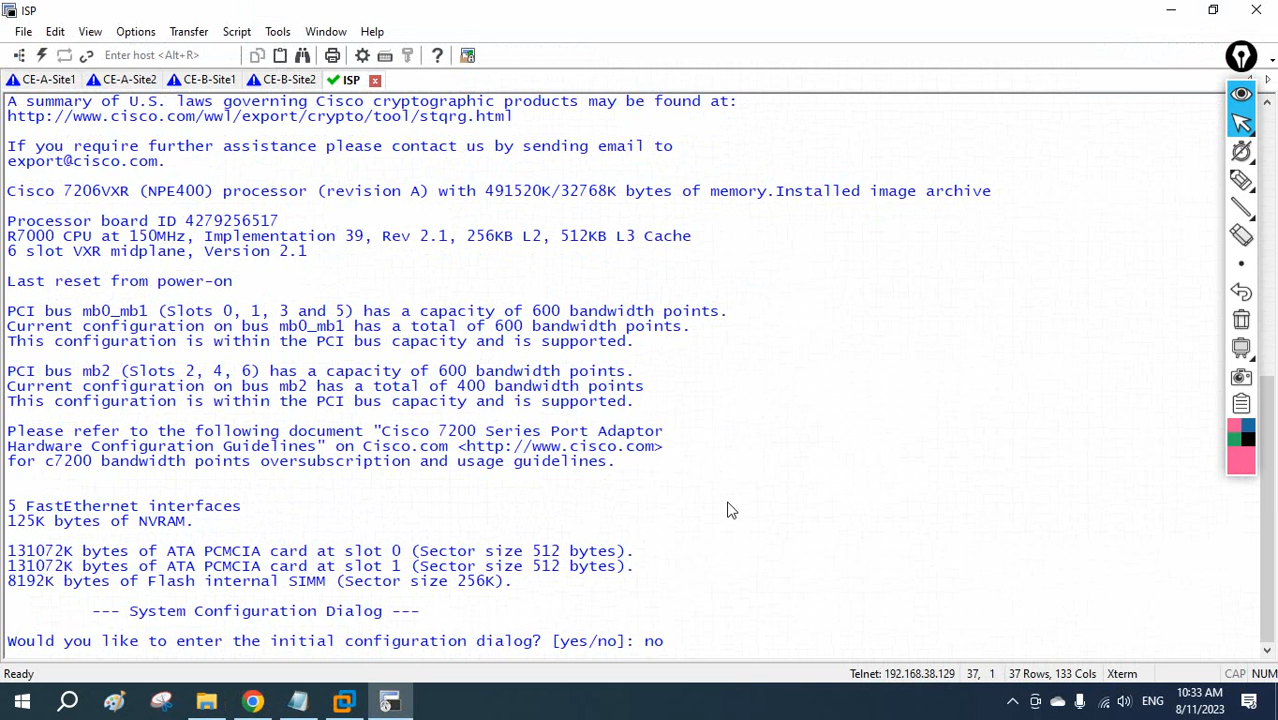 ISP
File Edit View Options Transfer Script Tools Window Help
Enter host <Alt+R>
CE-A-Site1 CE-A-Site2 CE-B-Site1 CE-B-Site2 ISP
A summary of U.S. laws governing Cisco cryptographic products may be found at:
http://www.cisco.com/wwl/export/crypto/tool/stqrg.html
If you require further assistance please contact us by sending email to
export@cisco.com.
Cisco 7206VXR (NPE400) processor (revision A) with 491520K/32768K bytes of memory.Installed image archive
Processor board ID 4279256517
R7000 CPU at 150MHz, Implementation 39, Rev 2.1, 256KB L2, 512KB L3 Cache
6 slot VXR midplane, Version 2.1
Last reset from power-on
PCI bus mb0_mb1 (Slots 0, 1, 3 and 5) has a capacity of 600 bandwidth points.
Current configuration on bus mb0_mb1 has a total of 600 bandwidth points.
This configuration is within the PCI bus capacity and is supported.
PCI bus mb2 (Slots 2, 4, 6) has a capacity of 600 bandwidth points.
Current configuration on bus mb2 has a total of 400 bandwidth points
This configuration is within the PCI bus capacity and is supported.
Please refer to the following document "Cisco 7200 Series Port Adaptor
Hardware Configuration Guidelines" on Cisco.com <http://www.cisco.com>
for c7200 bandwidth points oversubscription and usage guidelines.
5 FastEthernet interfaces
125K bytes of NVRAM.
131072K bytes of ATA PCMCIA card at slot 0 (Sector size 512 bytes).
131072K bytes of ATA PCMCIA card at slot 1 (Sector size 512 bytes).
8192K bytes of Flash internal SIMM (Sector size 256K).
--- System Configuration Dialog ---
Would you like to enter the initial configuration dialog? [yes/no]: no
Ready Telnet: 192.168.38.129 37, 1 37 Rows, 133 Cols Xterm CAP NUM
ENG 10:33 AM
8/11/2023